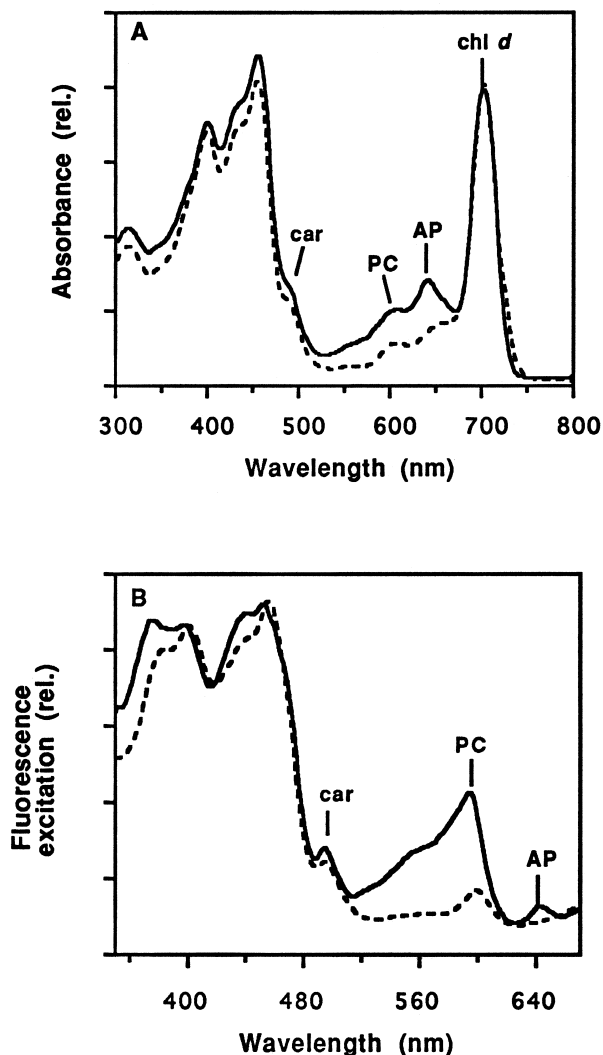 A
chl d
car
PC
AP
Absorbance (rel.)
300 400 500 600 700 800
Wavelength (nm)
B
PC
car
AP
Fluorescence
excitation (rel.)
400 480 560 640
Wavelength (nm)